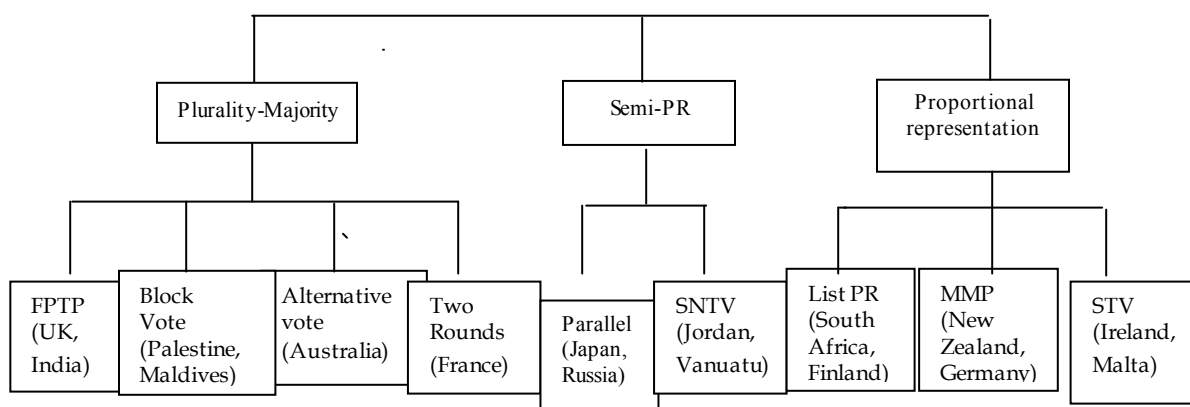 Plurality-Majority
Semi-PR
Proportional
representation
FPTP
(UK,
India)
Block
Vote
(Palestine,
Maldives)
Alternative
vote
(Australia)
Two
Rounds
(France)
Parallel
(Japan,
Russia)
SNTV
(Jordan,
Vanuatu)
List PR
(South
Africa,
Finland)
MMP
(New
Zealand,
Germany)
STV
(Ireland,
Malta)